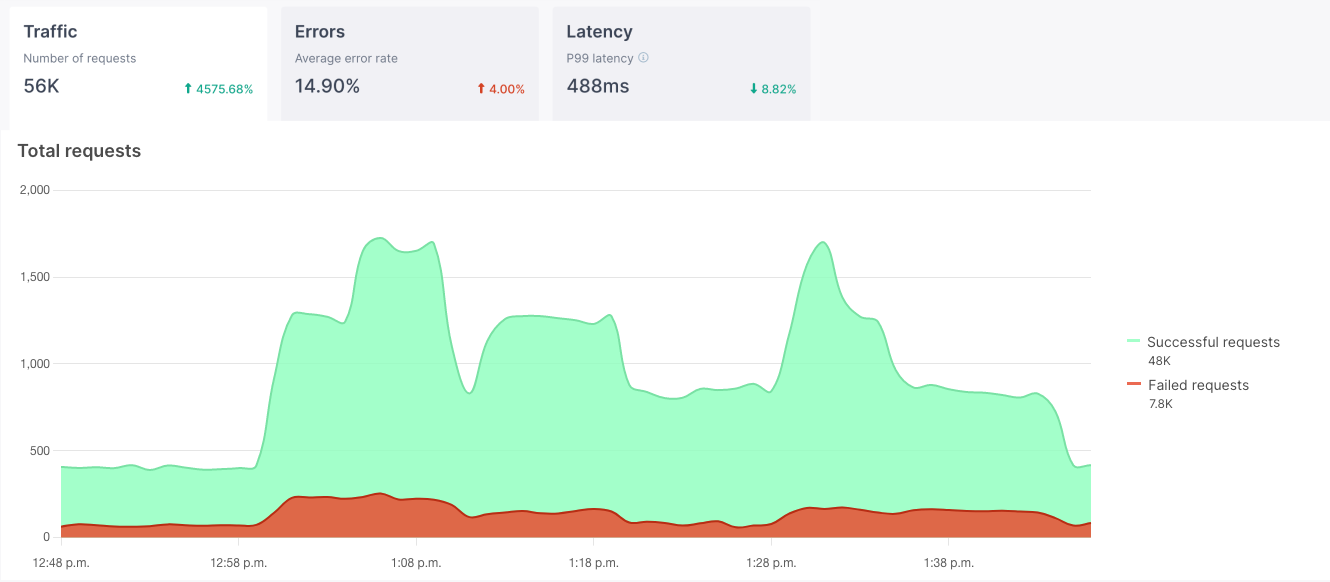 Traffic
Number of requests
56K
4575.68%
Errors
Average error rate
14.90%
4.00%
Latency
P99 latency
488ms
8.82%
Total requests
2,000
1,500
1,000
500
0
12:48 p.m.
12:58 p.m.
1:08 p.m.
1:18 p.m.
1:28 p.m.
1:38 p.m.
Successful requests
48K
Failed requests
7.8K